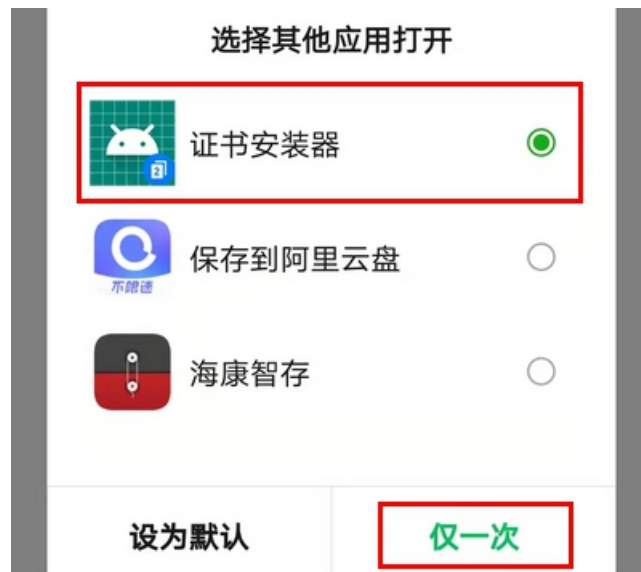 选择其他应用打开
证书安装器
2
保存到阿里云盘
不限速
海康智存
设为默认
仅一次